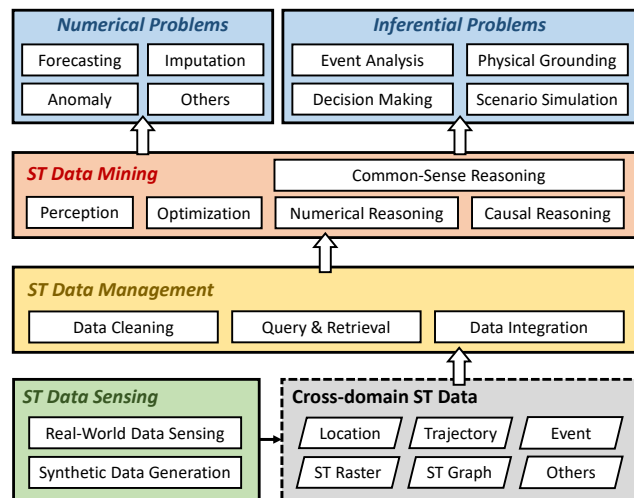 Numerical Problems
Forecasting
Imputation
Anomaly
Others
Inferential Problems
Event Analysis
Physical Grounding
Decision Making
Scenario Simulation
ST Data Mining
Common-Sense Reasoning
Perception
Optimization
Numerical Reasoning
Causal Reasoning
ST Data Management
Data Cleaning
Query & Retrieval
Data Integration
ST Data Sensing
Real-World Data Sensing
Synthetic Data Generation
Cross-domain ST Data
Location
Trajectory
Event
ST Raster
ST Graph
Others